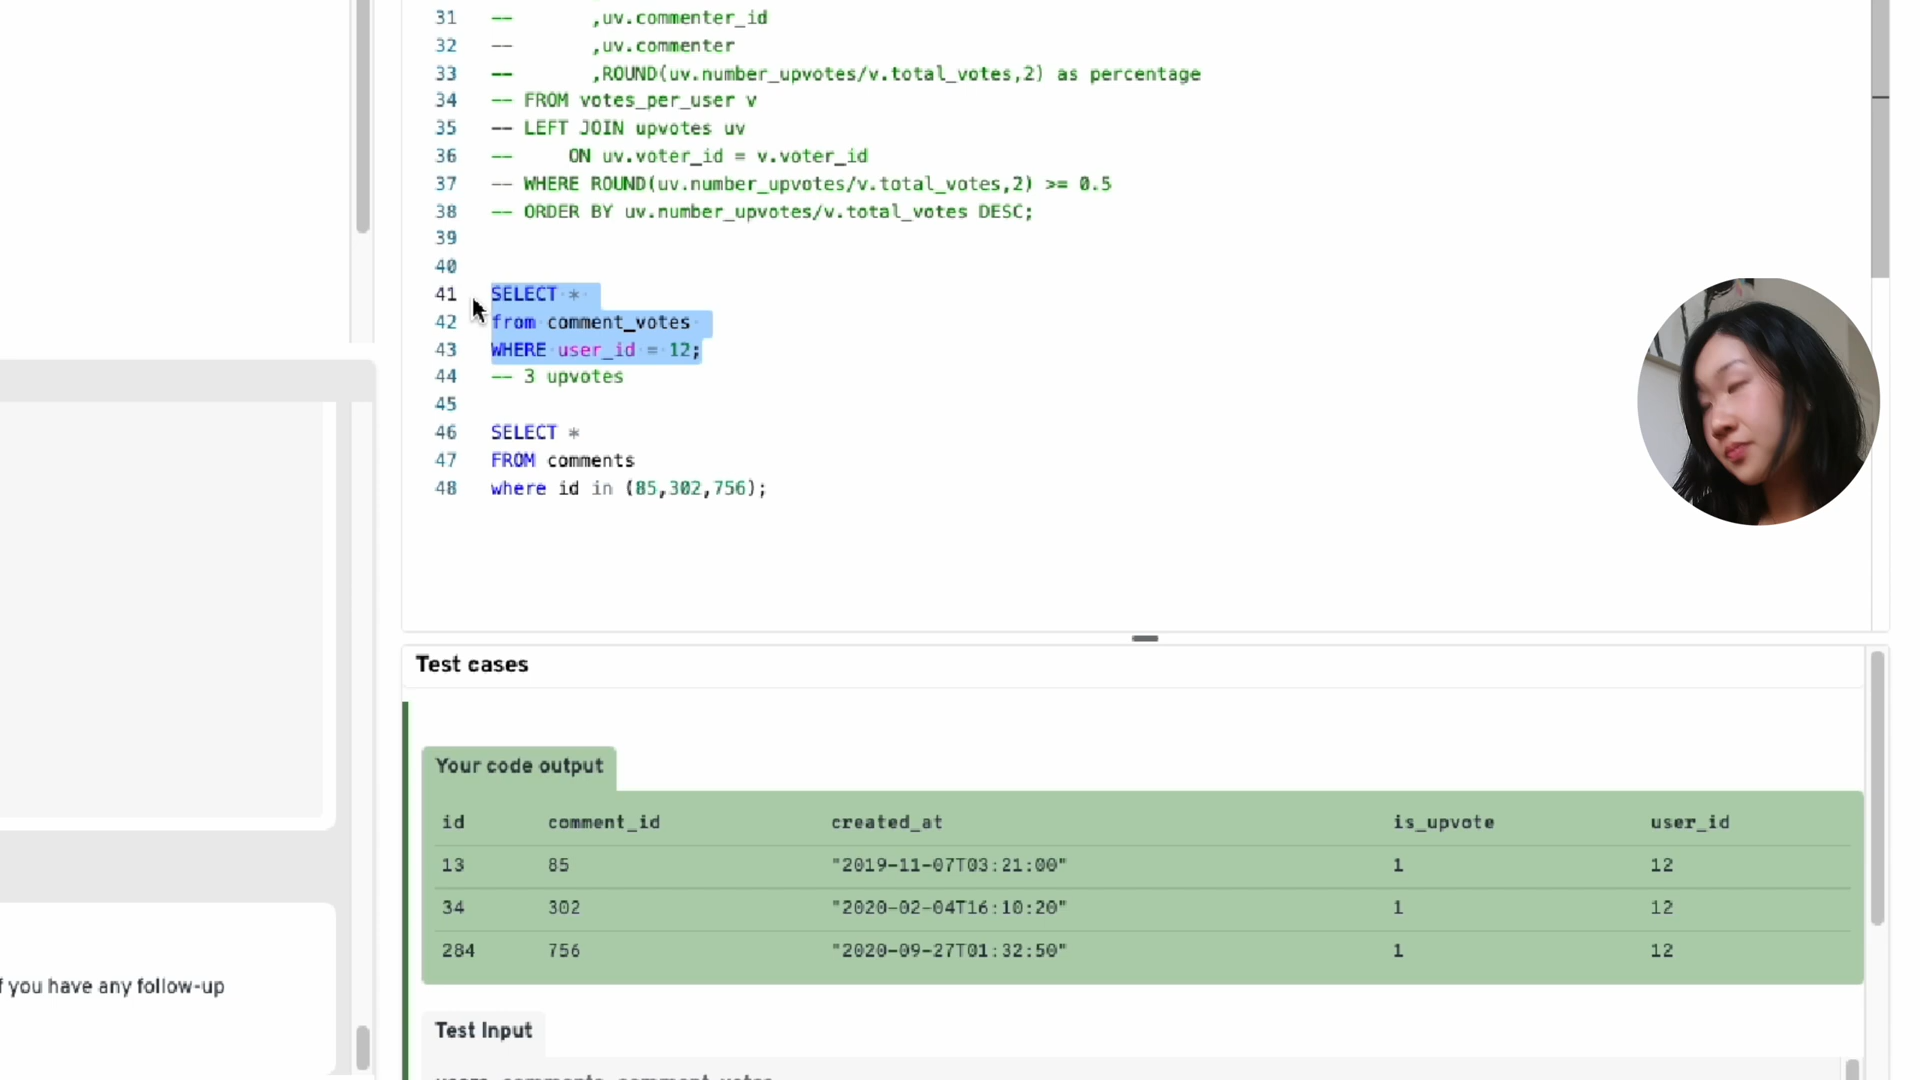 31 -- ,uv.commenter_id
32 -- ,uv.commenter
33 -- ,ROUND(uv.number_upvotes/v.total_votes,2) as percentage
34 -- FROM votes_per_user v
35 -- LEFT JOIN upvotes uv
36 -- ON uv.voter_id = v.voter_id
37 -- WHERE ROUND(uv.number_upvotes/v.total_votes,2) >= 0.5
38 -- ORDER BY uv.number_upvotes/v.total_votes DESC;
39
40
41 SELECT *
42 from comment_votes
43 WHERE user_id = 12;
44 -- 3 upvotes
45
46 SELECT *
47 FROM comments
48 where id in (85,302,756);
Test cases
Your code output
id comment_id created_at is_upvote user_id
13 85 "2019-11-07T03:21:00" 1 12
34 302 "2020-02-04T16:10:20" 1 12
284 756 "2020-09-27T01:32:50" 1 12
f you have any follow-up
Test Input